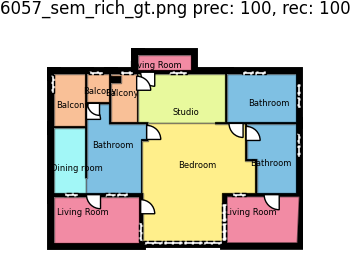 6057_sem_rich_gt.png prec: 100, rec: 100
Living Room
Balcony
Balcony
Balcony
Bathroom
Studio
Bathroom
Dining room
Bedroom
Bathroom
Living Room
Living Room